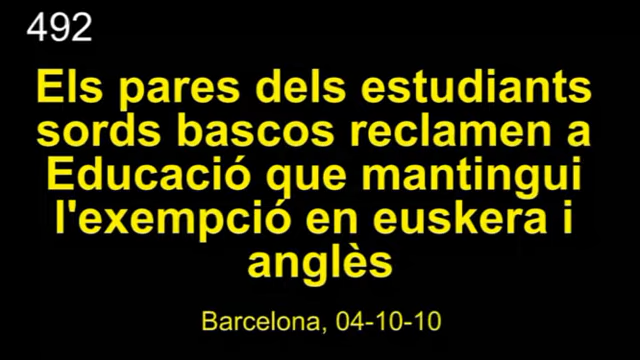 492
Els pares dels estudiants
sords bascos reclamen a
Educació que mantingui
l'exempció en euskera i
anglès
Barcelona, 04-10-10